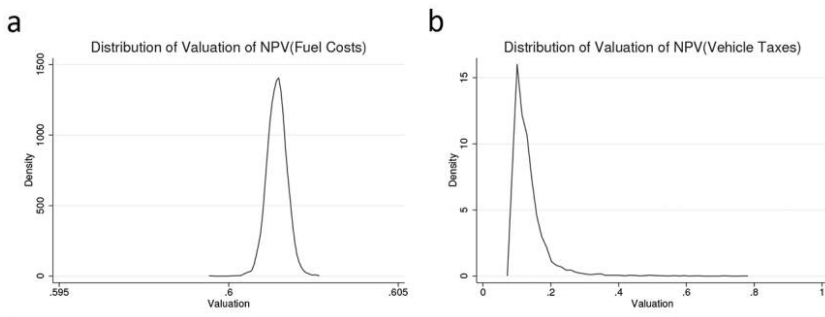 a
Distribution of Valuation of NPV(Fuel Costs)
1500
1000
500
0
Density
.595 .6 .605
Valuation
b
Distribution of Valuation of NPV(Vehicle Taxes)
15
10
5
0
Density
0 .2 .4 .6 .8 1
Valuation